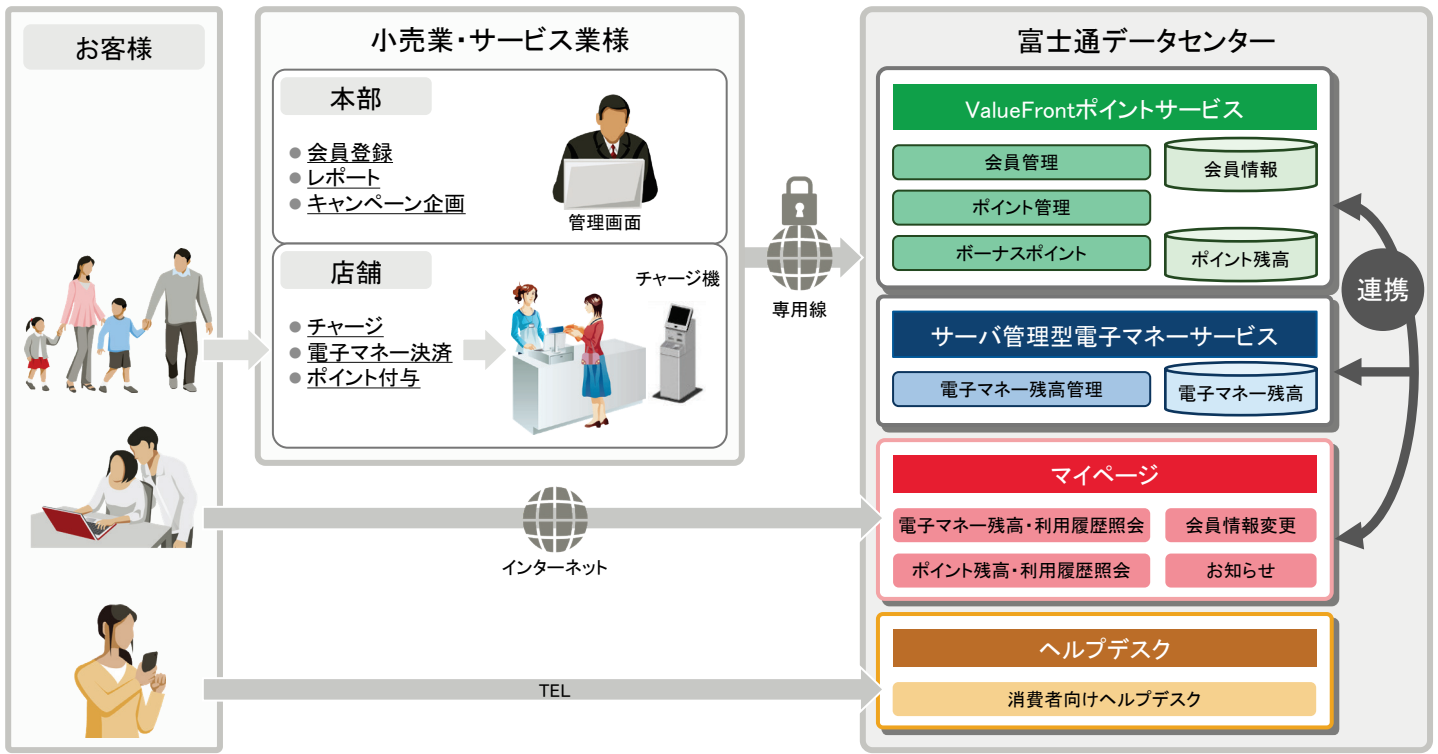 お客様
小売業・サービス業様
本部
会員登録
レポート
キャンペーン企画
管理画面
店舗
チャージ
電子マネー決済
ポイント付与
チャージ機
専用線
インターネット
TEL
富士通データセンター
ValueFrontポイントサービス
会員管理
会員情報
ポイント管理
ボーナスポイント
ポイント残高
連携
サーバ管理型電子マネーサービス
電子マネー残高管理
電子マネー残高
マイページ
電子マネー残高・利用履歴照会
会員情報変更
ポイント残高・利用履歴照会
お知らせ
ヘルプデスク
消費者向けヘルプデスク